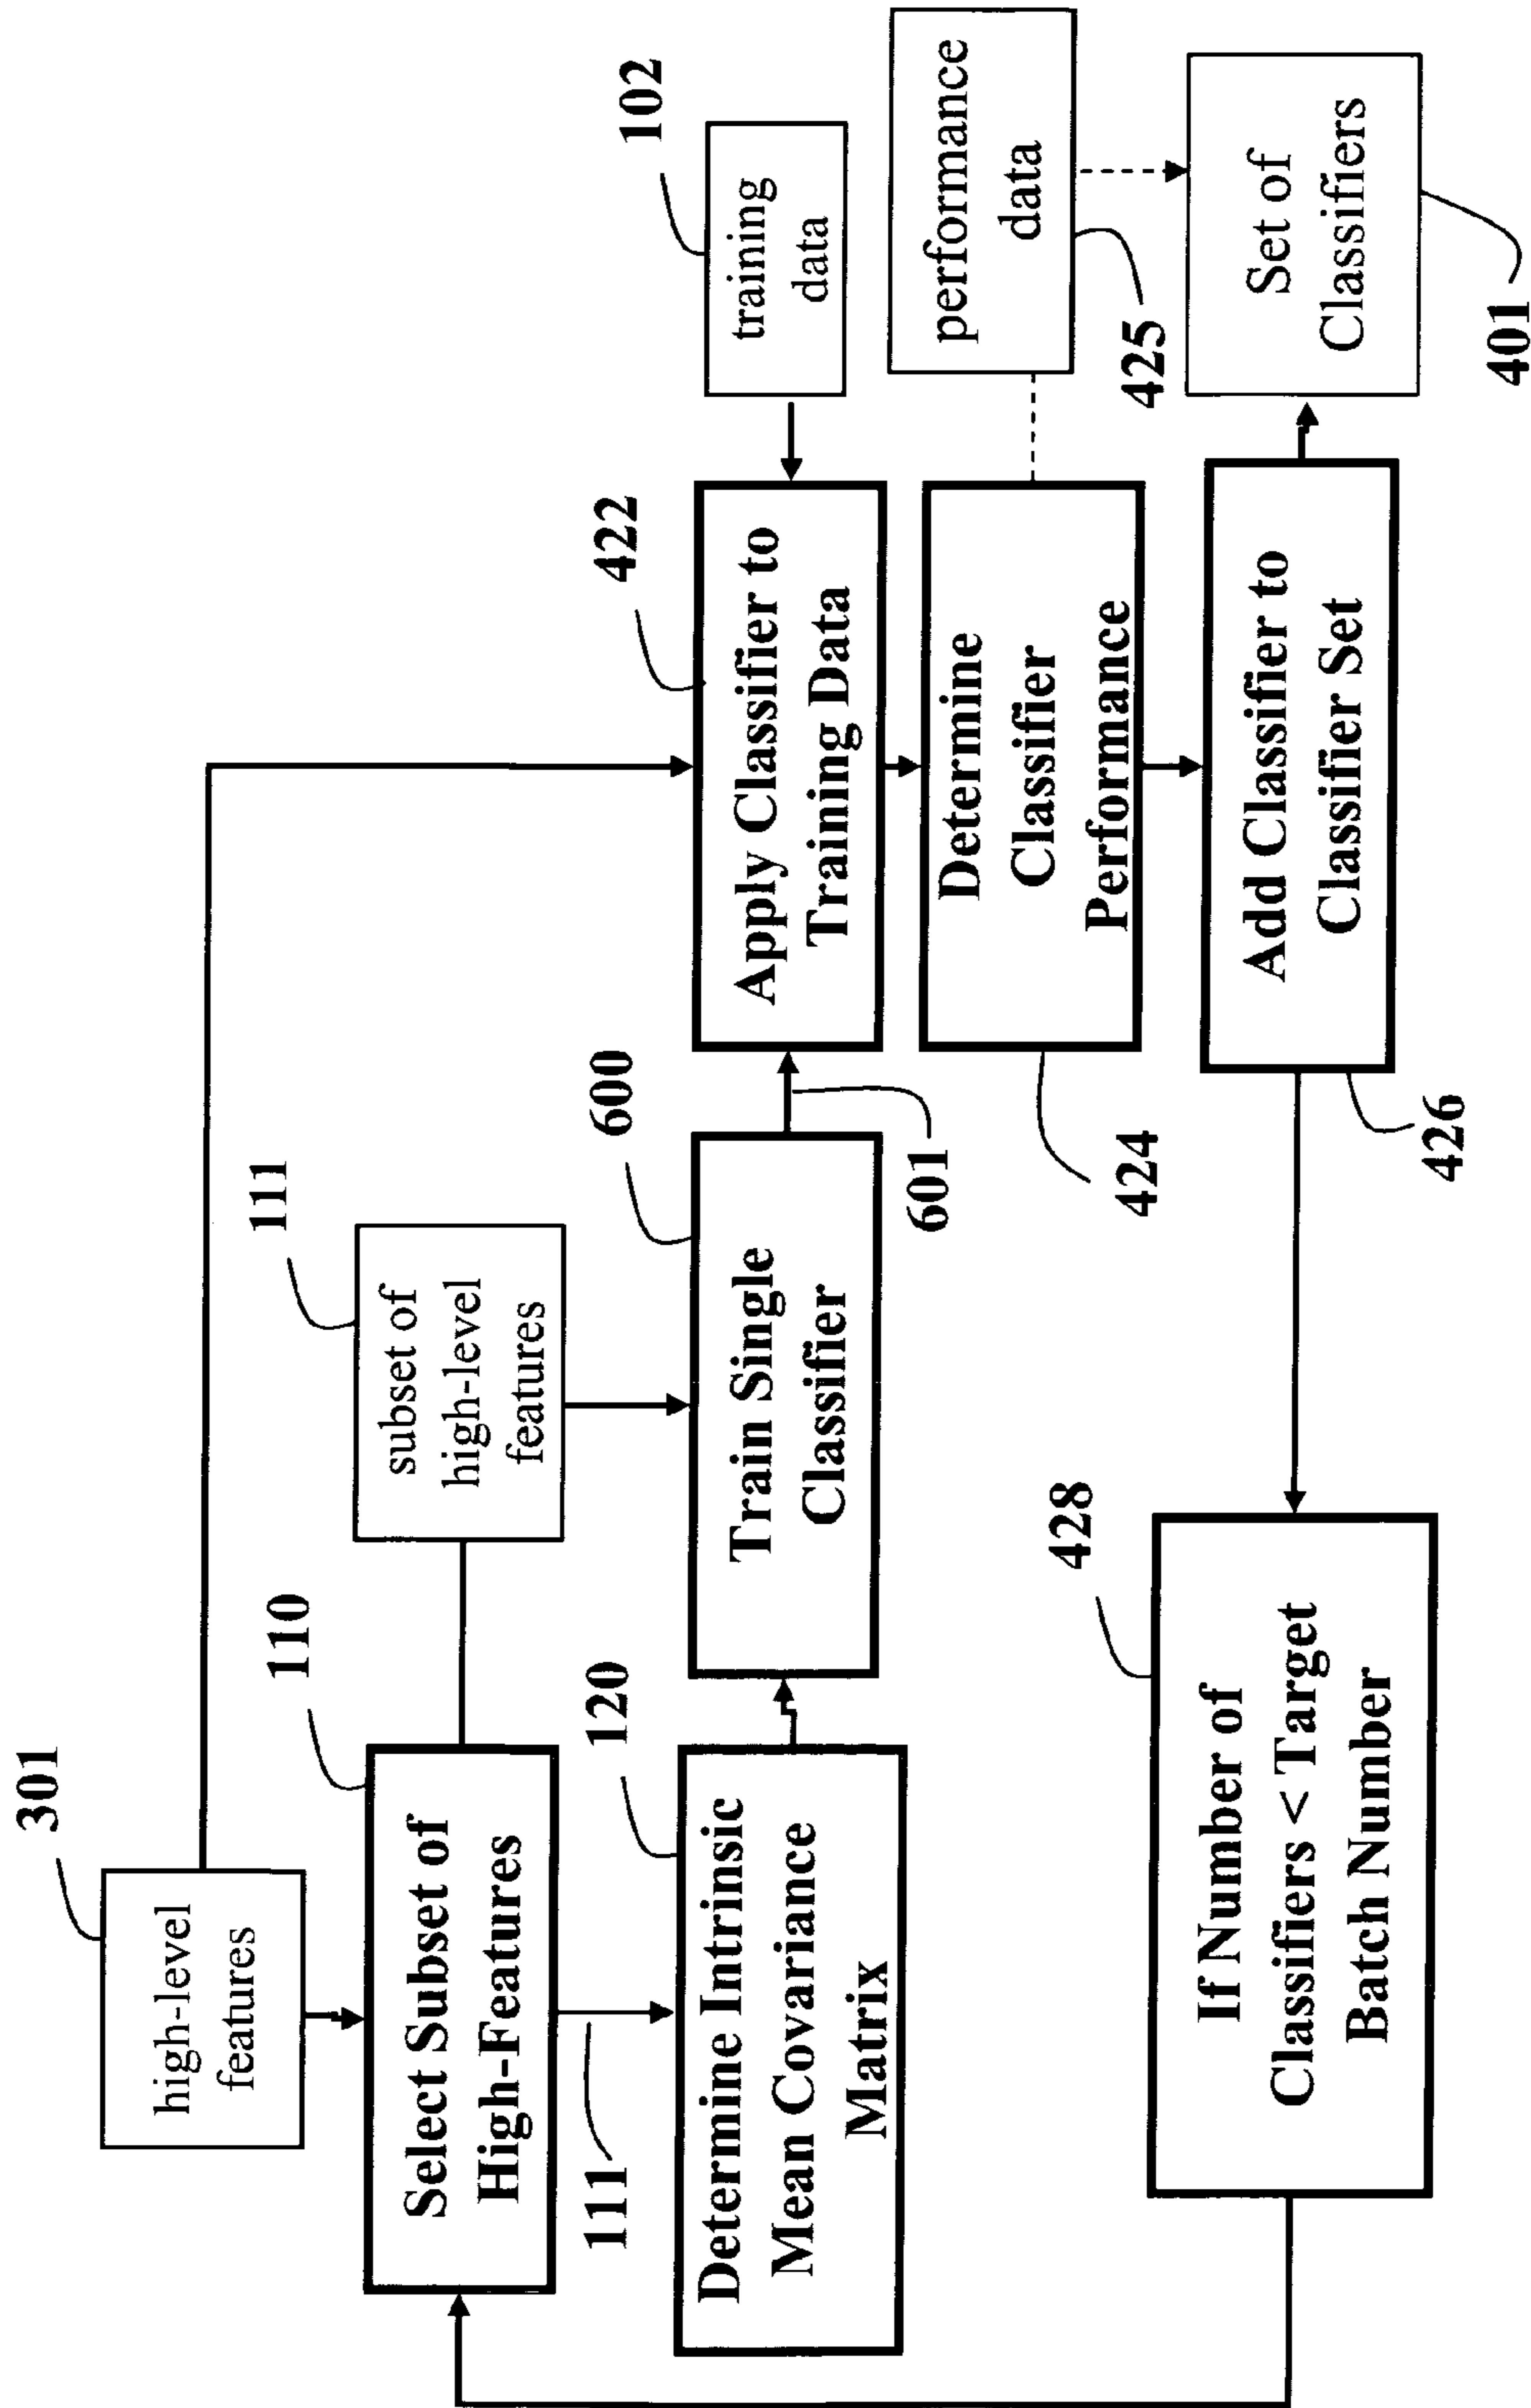 301
high-level
features
110
Select Subset of
High-Features
111
subset of
high-level
features
111
120
Determine Intrinsic
Mean Covariance
Matrix
600
Train Single
Classifier
601
422
Apply Classifier to
Training Data
102
training
data
Determine
Classifier
Performance
424
performance
data
425
Add Classifier to
Classifier Set
426
Set of
Classifiers
401
428
If Number of
Classifiers < Target
Batch Number